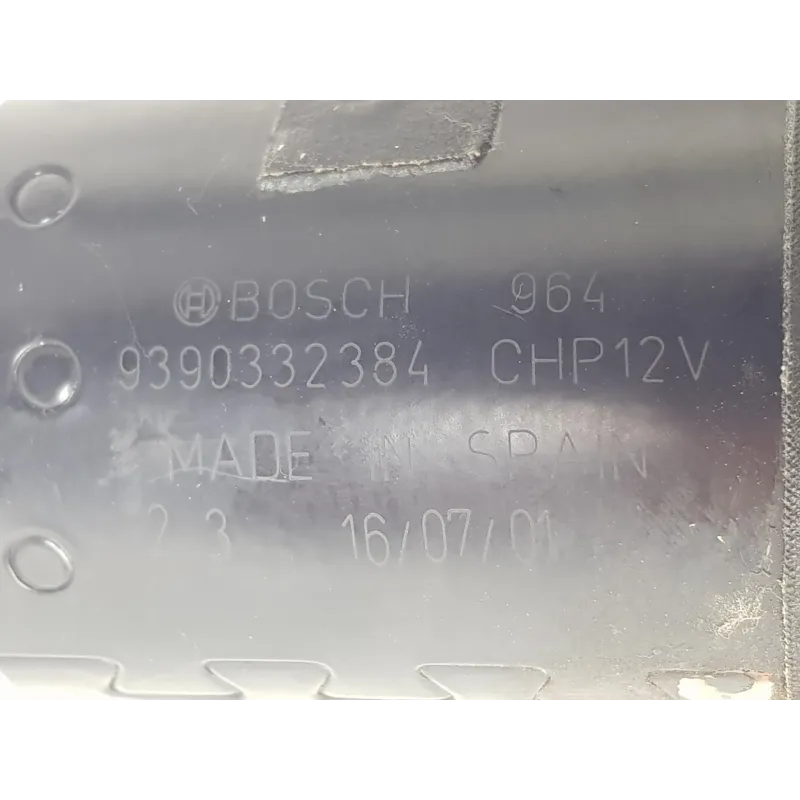 BOSCH 964
9390332384 CHP12V
MADE IN SPAIN
2 3 16/07/01